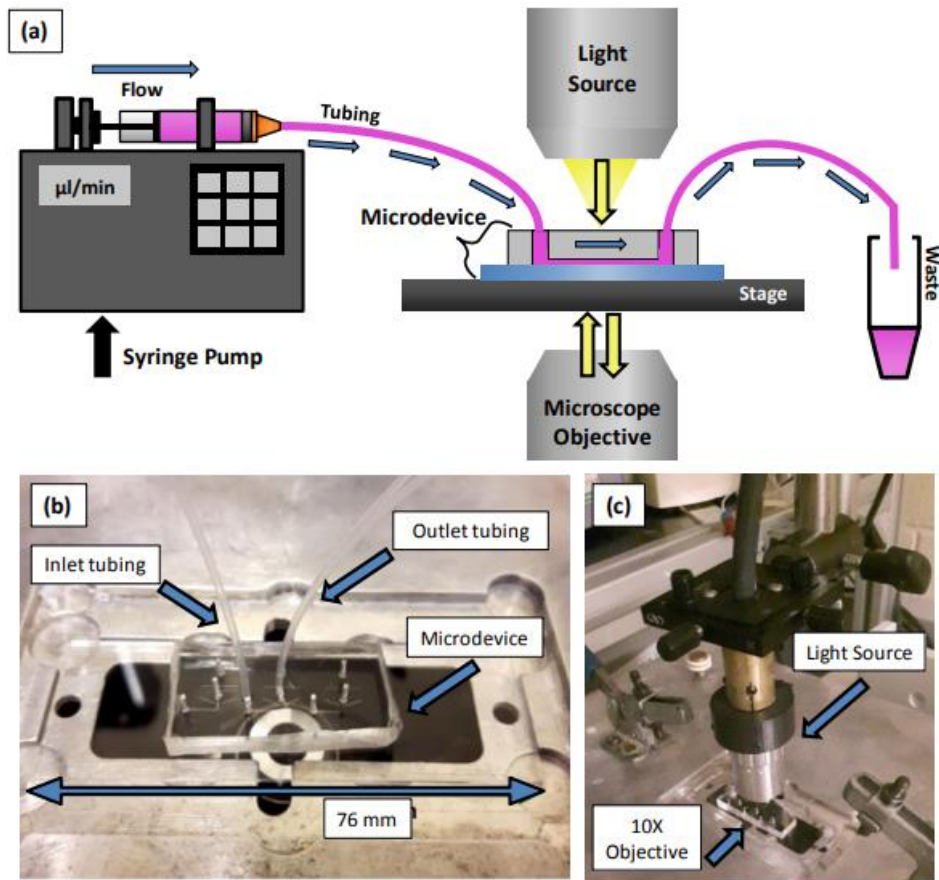 (a)
Flow
Tubing
Light
Source
µl/min
Microdevice
Stage
Waste
Syringe Pump
Microscope
Objective
(b)
Inlet tubing
Outlet tubing
Microdevice
76 mm
(c)
Light Source
10X
Objective